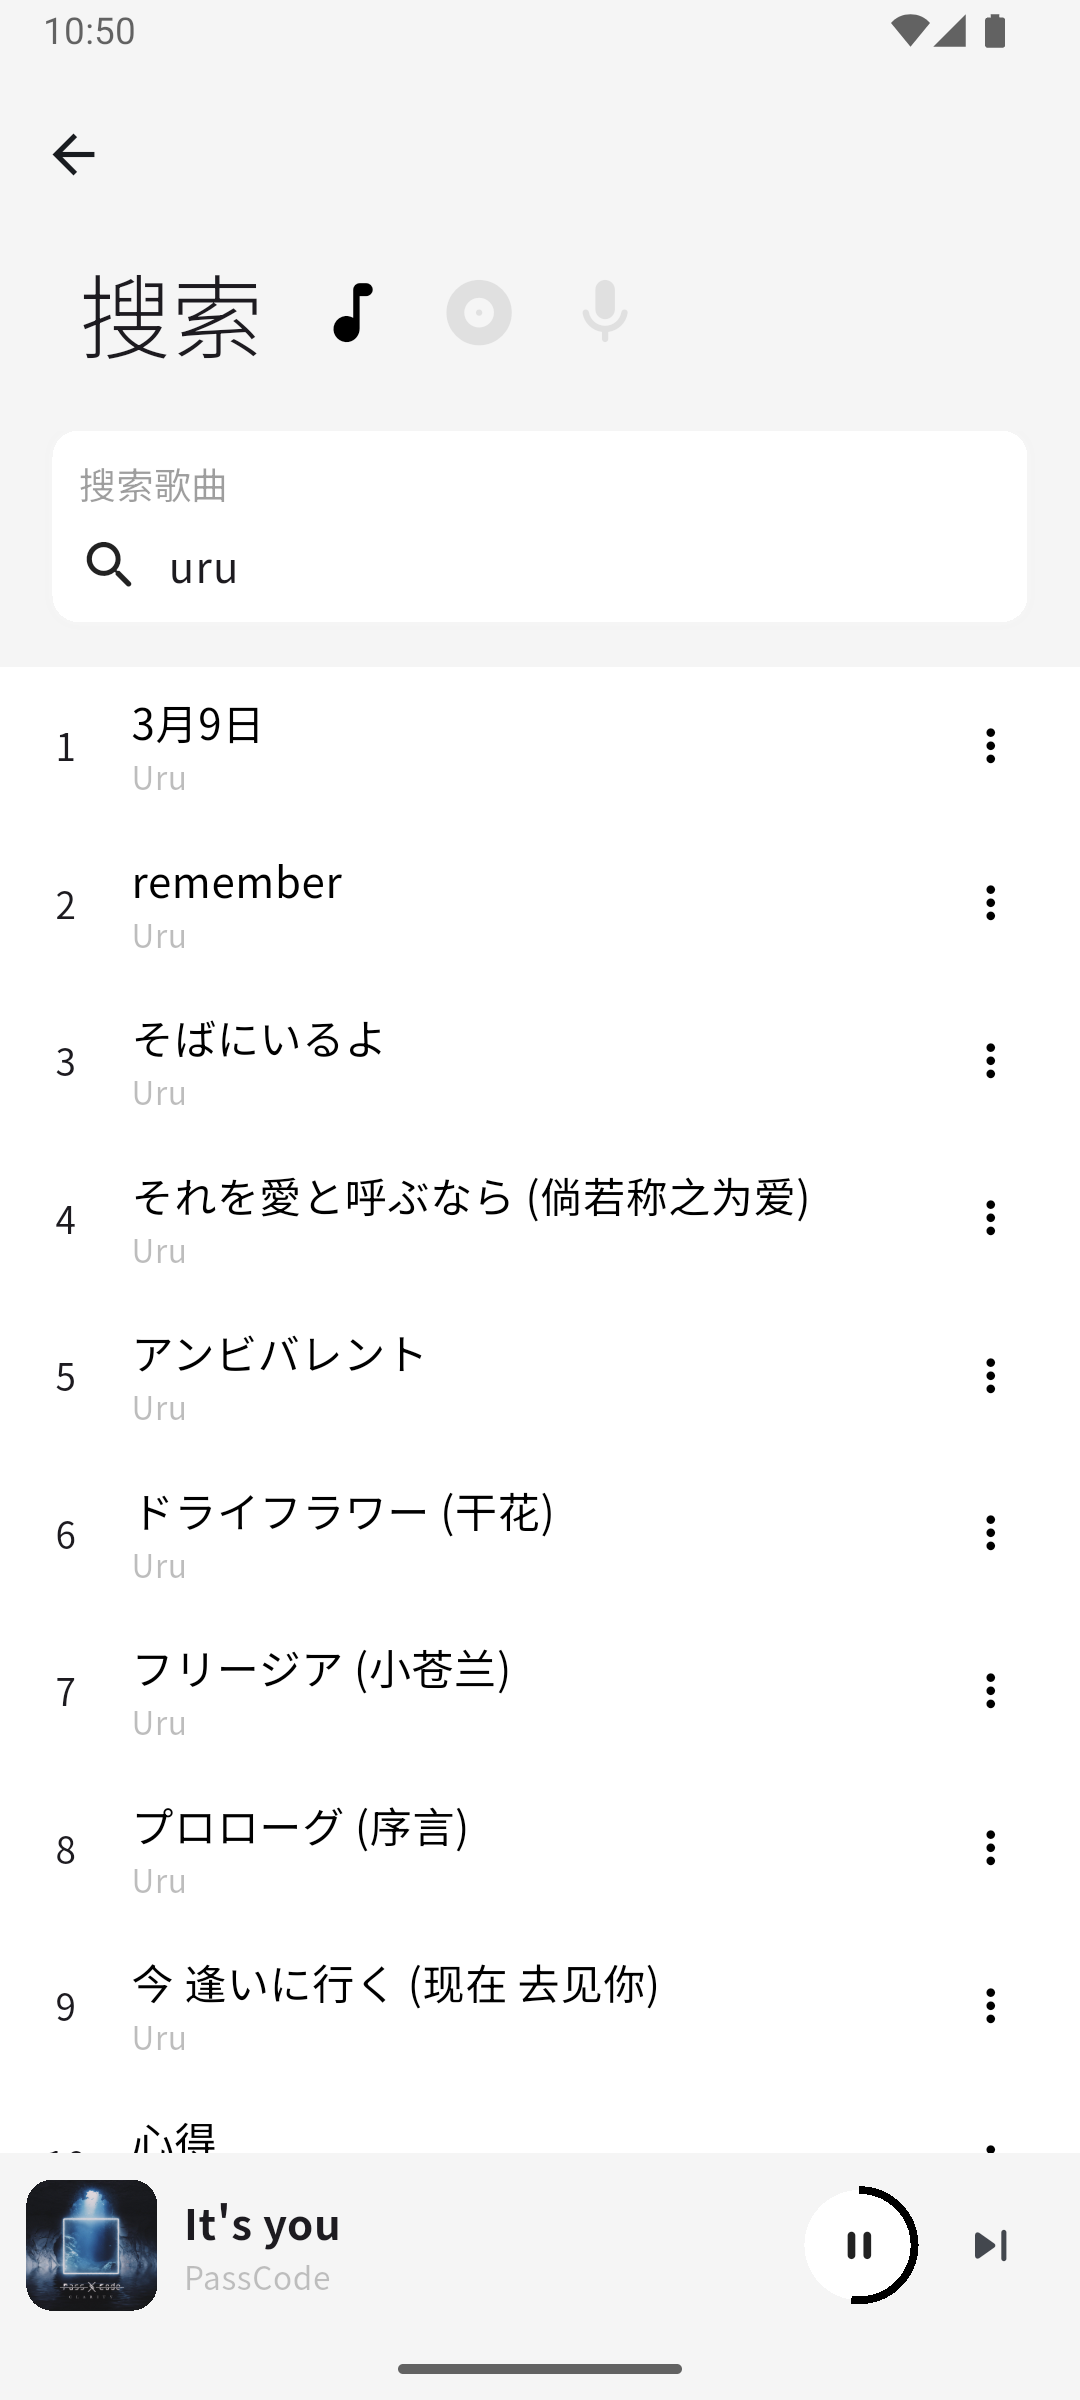 10:50
搜索
搜索歌曲
uru
1
3月9日
Uru
2
remember
Uru
3
そばにいるよ
Uru
4
それを愛と呼ぶなら (倘若称之为爱)
Uru
5
アンビバレント
Uru
6
ドライフラワー (干花)
Uru
7
フリージア (小苍兰)
Uru
8
プロローグ (序言)
Uru
9
今 逢いに行く (现在 去见你)
Uru
心得
It's you
PassCode